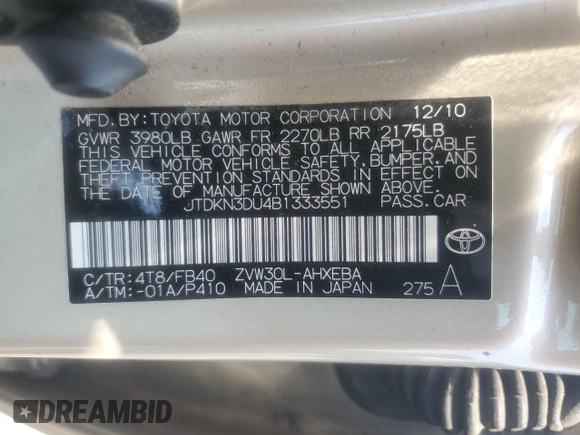 MFD. BY: TOYOTA MOTOR CORPORATION 12/10
GVWR 3980LB GAWR FR 2270LB RR 2175LB
THIS VEHICLE CONFORMS TO ALL APPLICABLE
FEDERAL MOTOR VEHICLE SAFETY, BUMPER, AND
THEFT PREVENTION STANDARDS IN EFFECT ON
THE DATE OF MANUFACTURE SHOWN ABOVE.
JTDKN3DU4B1333551 PASS. CAR
C/TR: 4T8/FB40 ZVW30L-AHXEBA
A/TM: -01A/P410 MADE IN JAPAN 275 A
DREAMBID